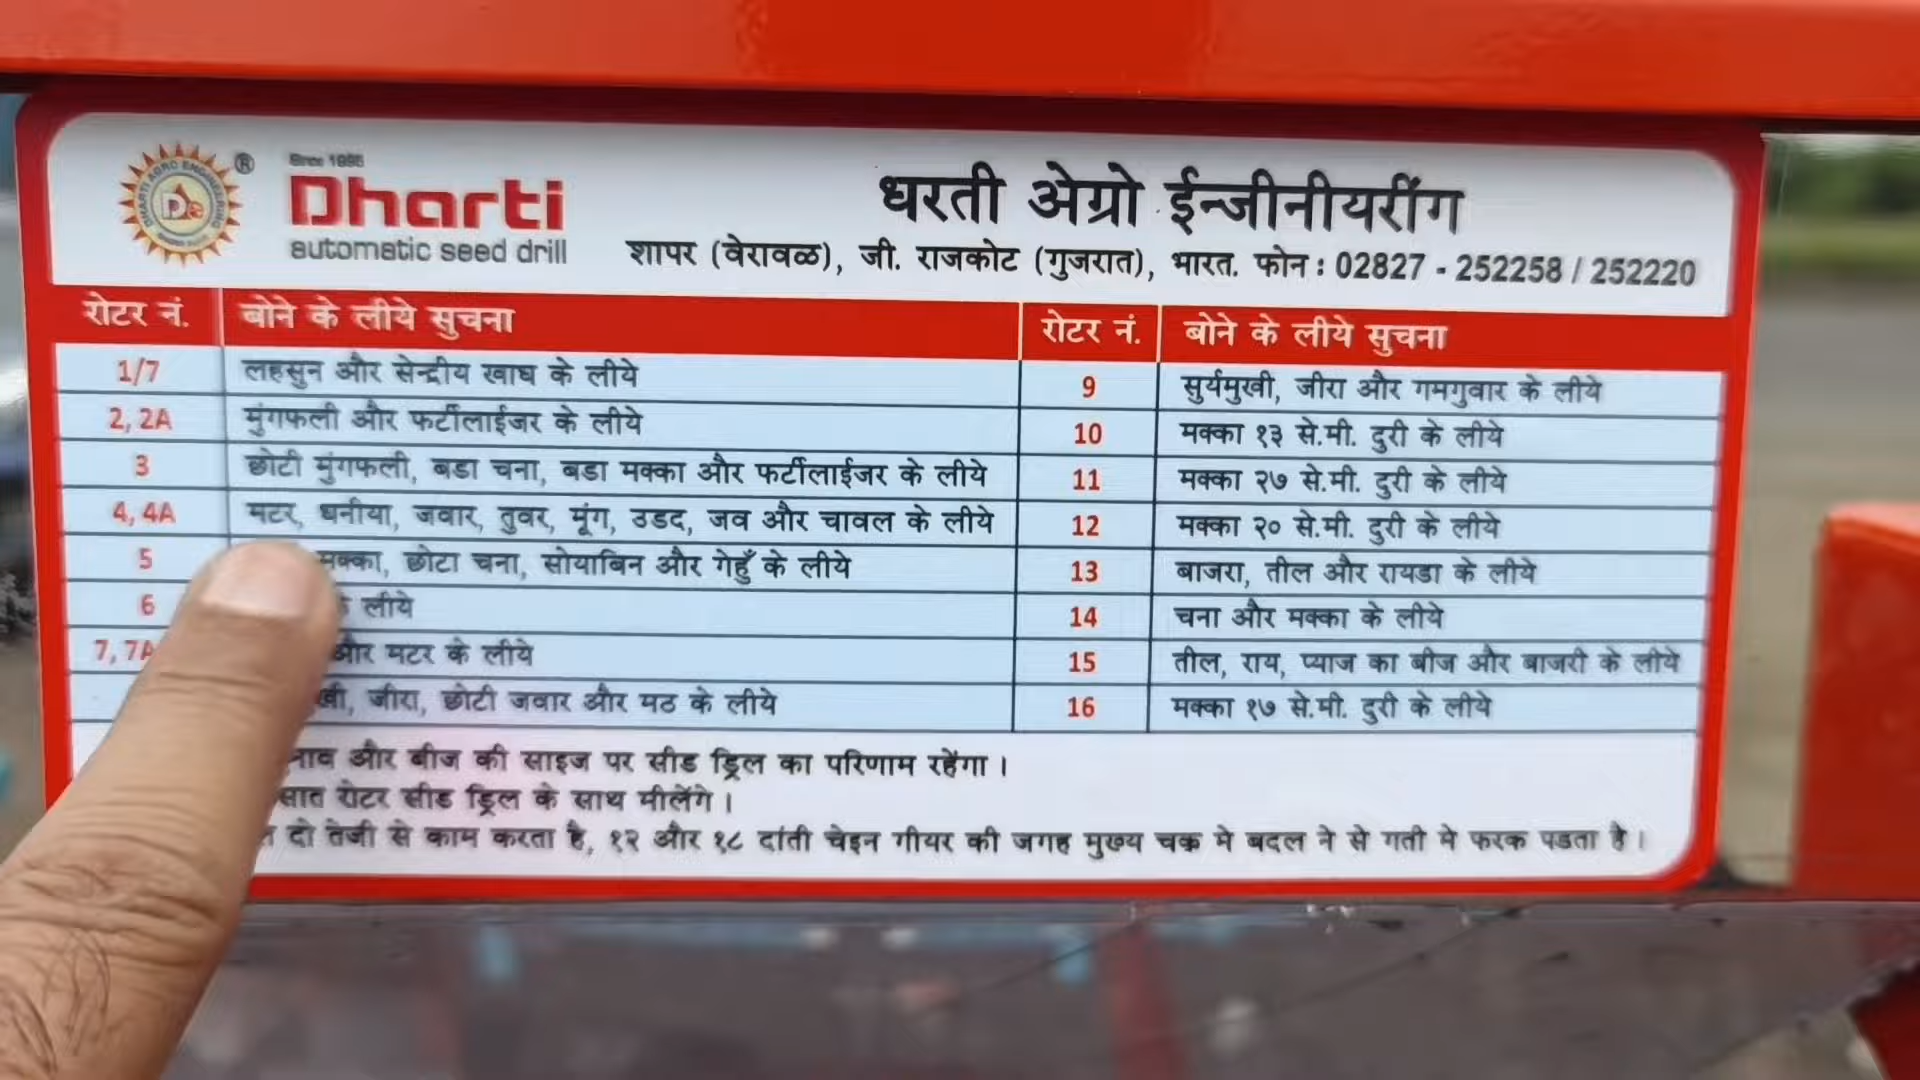 Since 1995
Dharti
automatic seed drill
धरती अेग्रो ईन्जीनीयरींग
शापर (वेरावळ), जी. राजकोट (गुजरात), भारत. फोन : 02827 - 252258 / 252220
रोटर नं. बोने के लीये सुचना रोटर नं. बोने के लीये सुचना
1/7 लहसुन और सेन्द्रीय खाघ के लीये 9 सुर्यमुखी, जीरा और गमगुवार के लीये
2, 2A मुंगफली और फर्टीलाईजर के लीये 10 मक्का १३ से.मी. दुरी के लीये
3 छोटी मुंगफली, बडा चना, बडा मक्का और फर्टीलाईजर के लीये 11 मक्का २७ से.मी. दुरी के लीये
4, 4A मटर, धनीया, जवार, तुवर, मूंग, उडद, जव और चावल के लीये 12 मक्का २० से.मी. दुरी के लीये
5 मक्का, छोटा चना, सोयाबिन और गेहुँ के लीये 13 बाजरा, तील और रायडा के लीये
6 लीये 14 चना और मक्का के लीये
7, 7A और मटर के लीये 15 तील, राय, प्याज का बीज और बाजरी के लीये
जीरा, छोटी जवार और मठ के लीये 16 मक्का १७ से.मी. दुरी के लीये
और बीज की साइज पर सीड ड्रिल का परिणाम रहेंगा ।
सात रोटर सीड ड्रिल के साथ मीलेंगे ।
दो तेजी से काम करता है, १२ और १८ दांती चेइन गीयर की जगह मुख्य चक्र मे बदल ने से गती मे फरक पडता है ।